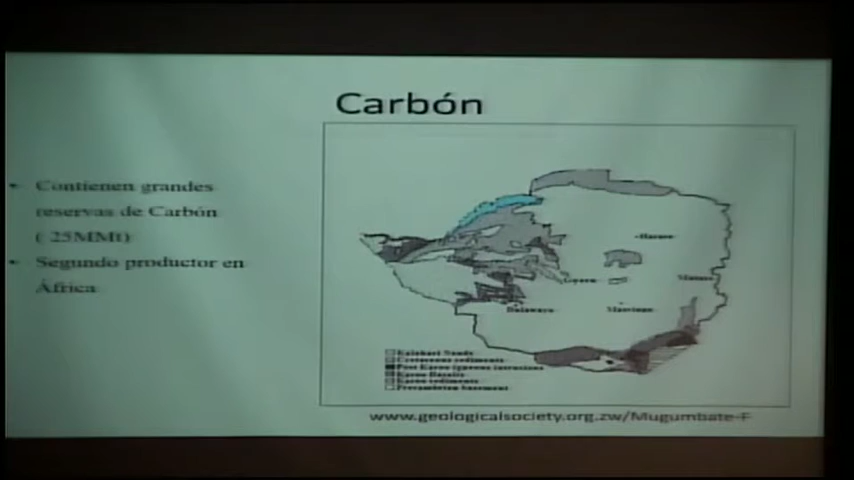 Carbón
• Contienen grandes
reservas de Carbón
( 25MMt)
• Segundo productor en
África
Harare
Gweru
Mutare
Bulawayo
Masvingo
Kalahari Sands
Cretaceous sediments
Post Karoo igneous intrusions
Karoo Basalts
Karoo sediments
Precambrian basement
www.geologicalsociety.org.zw/Mugumbate-F